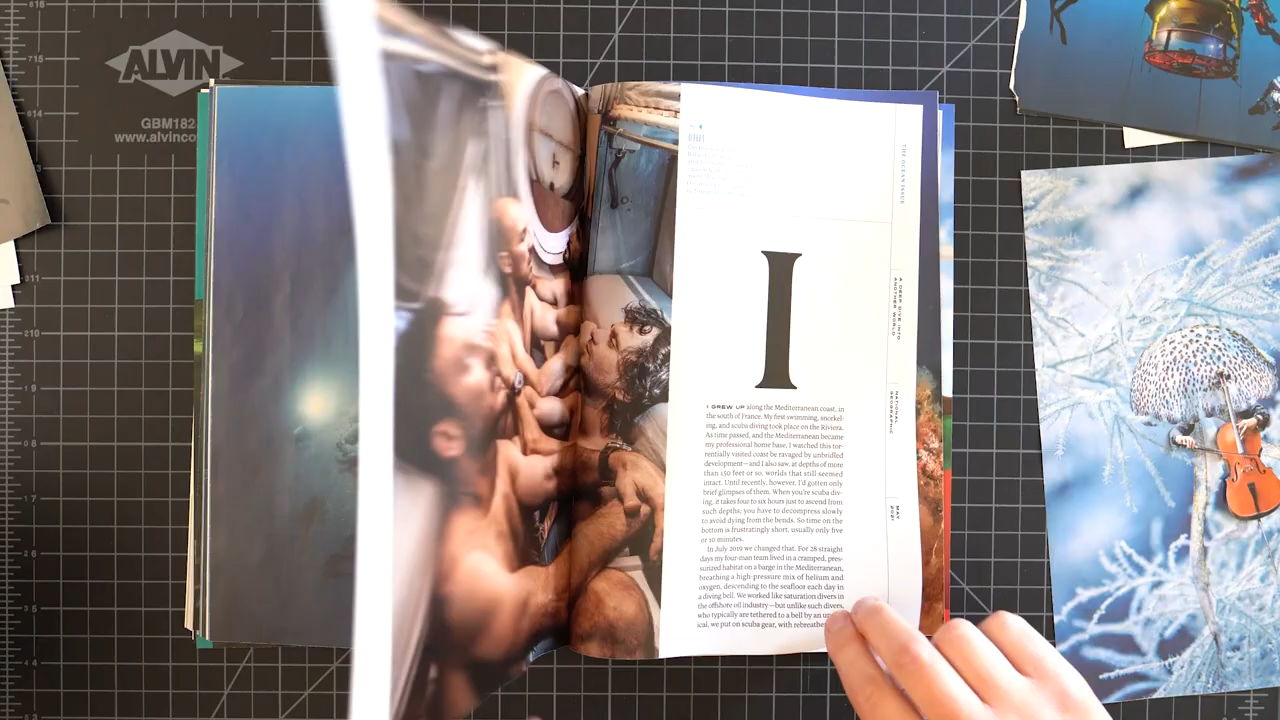 ALVIN
GBM182
www.alvinco
THE OCEAN ISSUE
A DEEP DIVE INTO
ANOTHER WORLD
NATIONAL
GEOGRAPHIC
MAY
2021
I
I GREW UP along the Mediterranean coast, in
the south of France. My first swimming, snorkel-
ing, and scuba diving took place on the Riviera.
As time passed, and the Mediterranean became
my professional home base, I watched this tor-
rentially visited coast be ravaged by unbridled
development—and I also saw, at depths of more
than 150 feet or so, worlds that still seemed
intact. Until recently, however, I'd gotten only
brief glimpses of them. When you're scuba div-
ing, it takes four to six hours just to ascend from
such depths; you have to decompress slowly
to avoid dying from the bends. So time on the
bottom is frustratingly short, usually only five
or 10 minutes.
In July 2019 we changed that. For 28 straight
days my four-man team lived in a cramped, pres-
surized habitat on a barge in the Mediterranean,
breathing a high-pressure mix of helium and
oxygen, descending to the seafloor each day in
a diving bell. We worked like saturation divers in
the offshore oil industry—but unlike such divers,
who typically are tethered to a bell by an um
ical, we put on scuba gear, with rebreathe